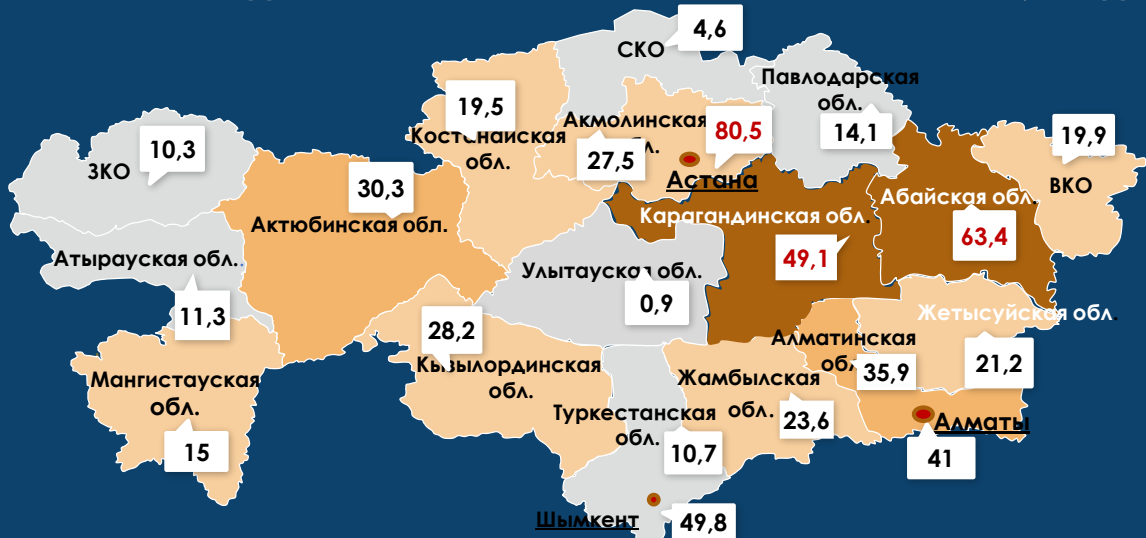 4,6
СКО
Павлодарская
обл.
14,1
19,5
Костанайская
обл.
Акмолинская
обл.
27,5
80,5
Астана
19,9
ВКО
10,3
ЗКО
30,3
Актюбинская обл.
Карагандинская обл.
49,1
Абайская обл.
63,4
Атырауская обл.
11,3
Улытауская обл.
0,9
Жетысуйская обл.
21,2
28,2
Кызылординская
обл.
Алматинская
обл.
35,9
Мангистауская
обл.
15
Жамбылская
обл.
23,6
Туркестанская
обл.
10,7
Алматы
41
Шымкент
49,8